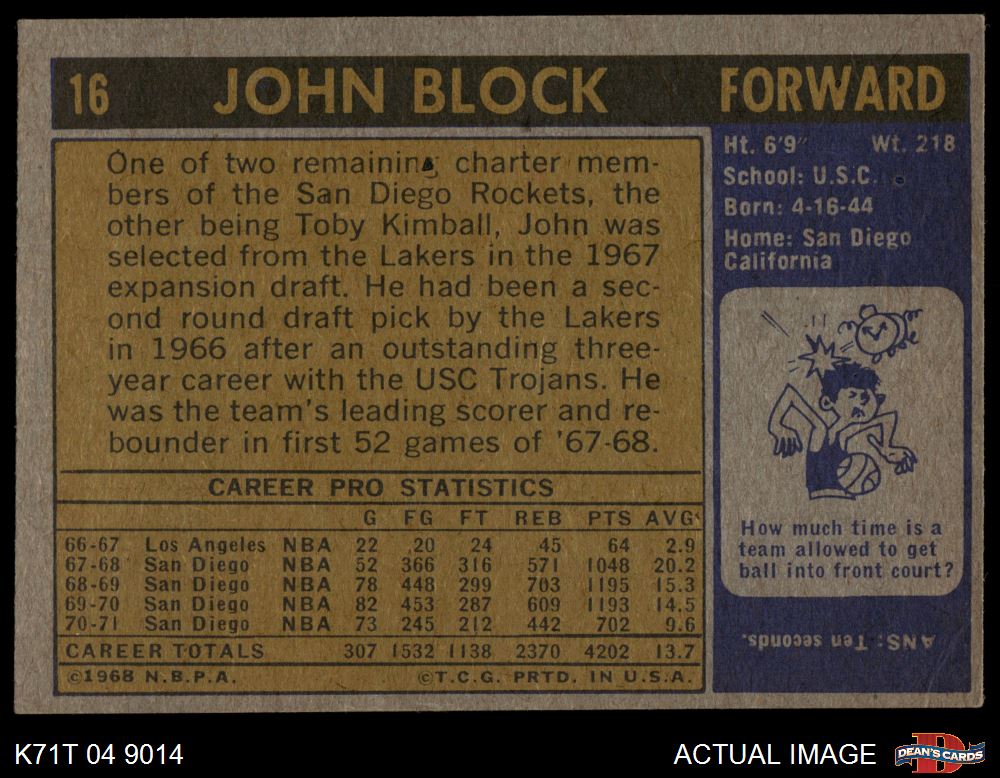 16 JOHN BLOCK FORWARD
One of two remaining charter mem-
bers of the San Diego Rockets, the
other being Toby Kimball, John was
selected from the Lakers in the 1967
expansion draft. He had been a sec-
ond round draft pick by the Lakers
in 1966 after an outstanding three-
year career with the USC Trojans. He
was the team's leading scorer and re-
bounder in first 52 games of '67-68.
CAREER PRO STATISTICS
G FG FT REB PTS AVG
66-67 Los Angeles NBA 22 20 24 45 64 2.9
67-68 San Diego NBA 52 366 316 571 1048 20.2
68-69 San Diego NBA 78 448 299 703 1195 15.3
69-70 San Diego NBA 82 453 287 609 1193 14.5
70-71 San Diego NBA 73 245 212 442 702 9.6
CAREER TOTALS 307 1532 1138 2370 4202 13.7
©1968 N.B.P.A. ©T.C.G. PRTD. IN U.S.A.
Ht. 6'9" Wt. 218
School: U.S.C.
Born: 4-16-44
Home: San Diego
California
How much time is a
team allowed to get
ball into front court?
ANS: Ten seconds.
K71T 04 9014 ACTUAL IMAGE
DEAN'S CARDS